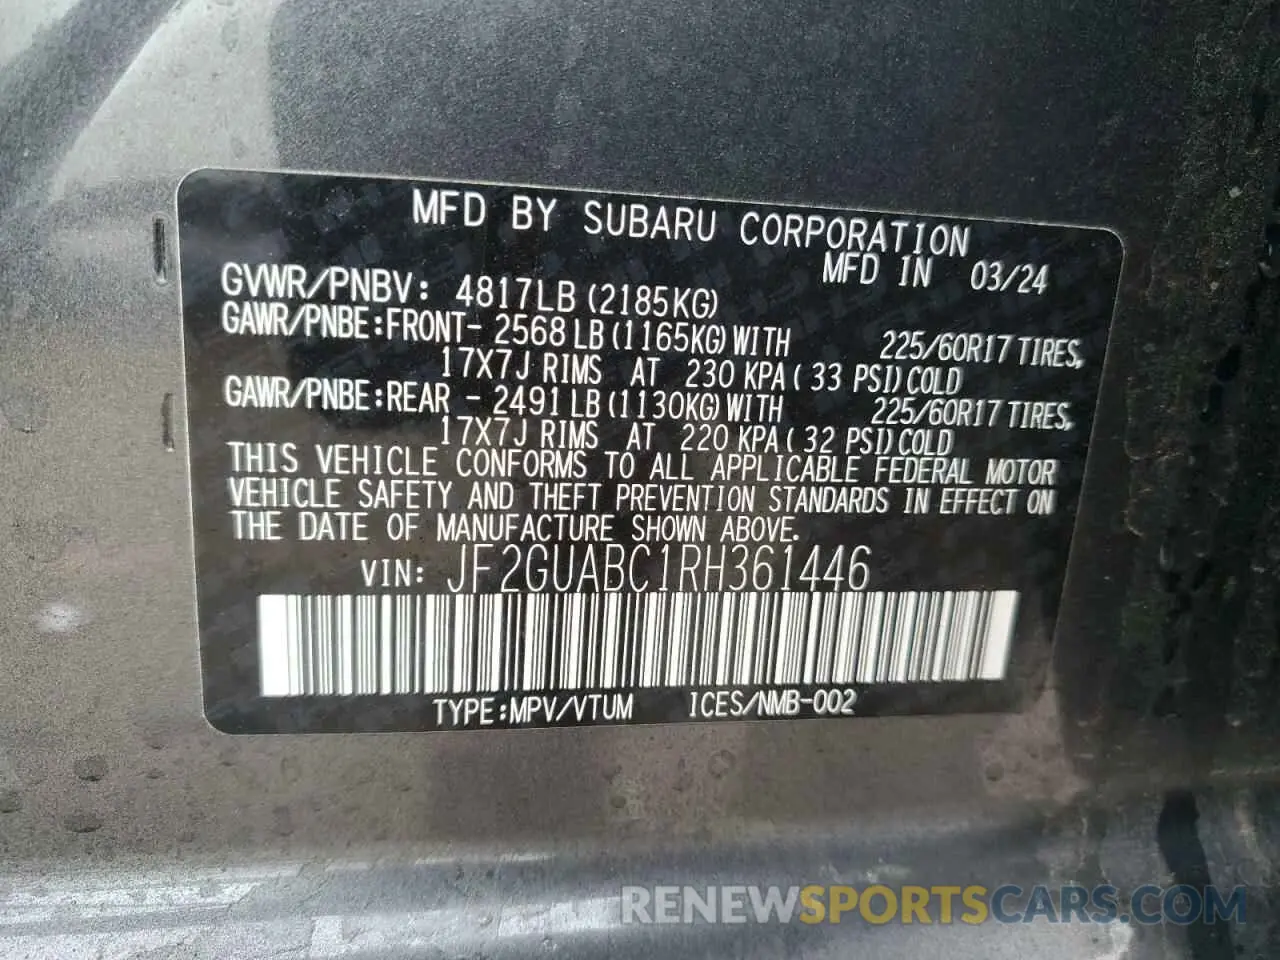 MFD BY SUBARU CORPORATION
MFD IN 03/24
GVWR/PNBV: 4817LB (2185KG)
GAWR/PNBE:FRONT- 2568 LB (1165KG) WITH 225/60R17 TIRES,
17X7J RIMS AT 230 KPA ( 33 PSI) COLD
GAWR/PNBE:REAR - 2491 LB (1130KG) WITH 225/60R17 TIRES,
17X7J RIMS AT 220 KPA ( 32 PSI) COLD
THIS VEHICLE CONFORMS TO ALL APPLICABLE FEDERAL MOTOR
VEHICLE SAFETY AND THEFT PREVENTION STANDARDS IN EFFECT ON
THE DATE OF MANUFACTURE SHOWN ABOVE.
VIN: JF2GUABC1RH361446
TYPE:MPV/VTUM ICES/NMB-002
RENEWSPORTSCARS.COM